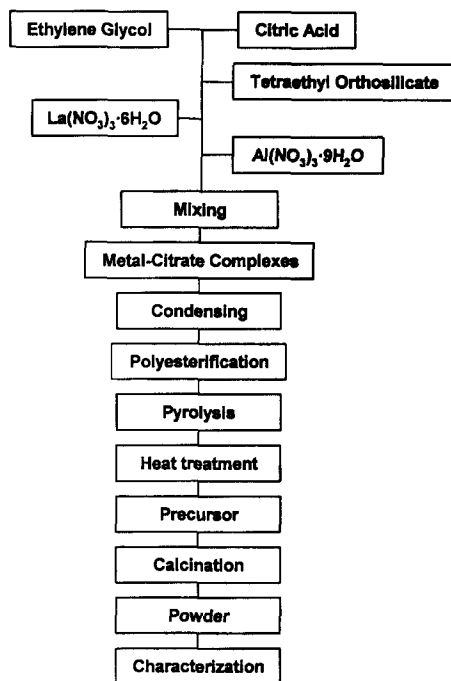 Ethylene Glycol
Citric Acid
Tetraethyl Orthosilicate
La(NO₃)₃·6H₂O
Al(NO₃)₃·9H₂O
Mixing
Metal-Citrate Complexes
Condensing
Polyesterification
Pyrolysis
Heat treatment
Precursor
Calcination
Powder
Characterization